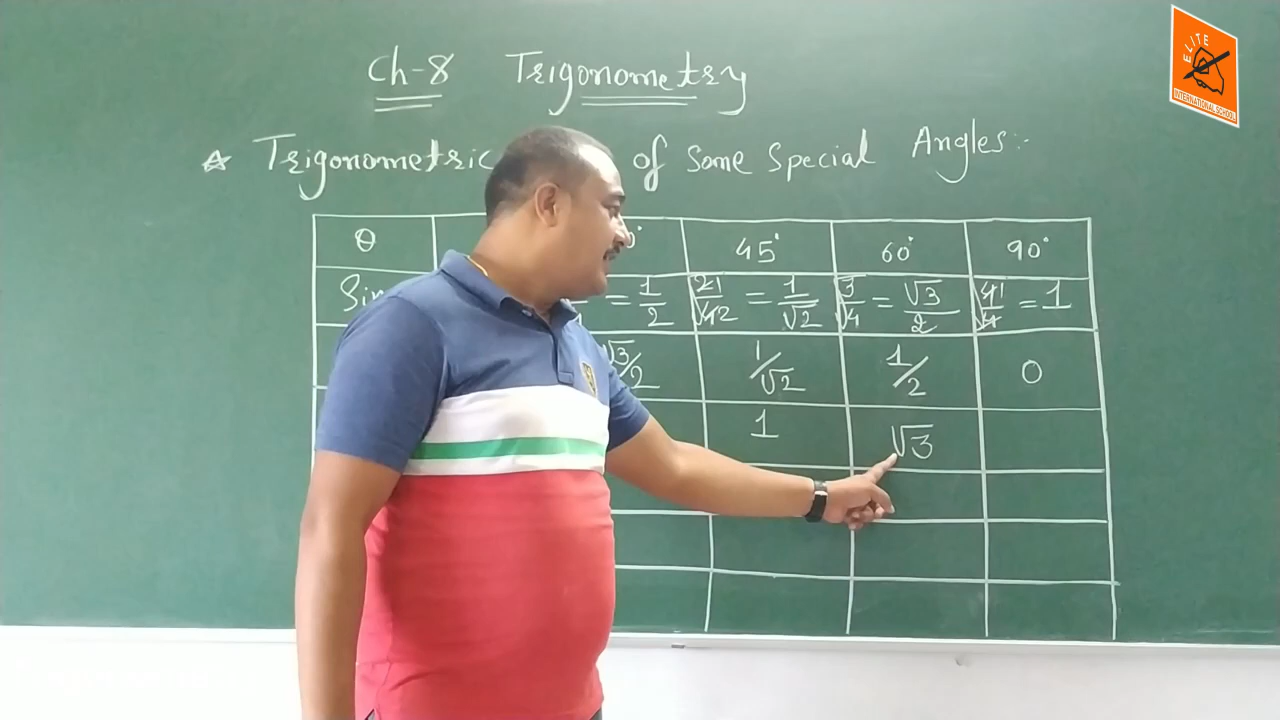 Ch-8 Trigonometry
ELITE
INTERNATIONAL SCHOOL
☆ Trigonometric of Some Special Angles:-
θ 45° 60° 90°
Sin = 1/2 2/√4 = 1/√2 √3/√4 = √3/2 √4/√4 = 1
√3/2 1/√2 1/2 0
1 √3